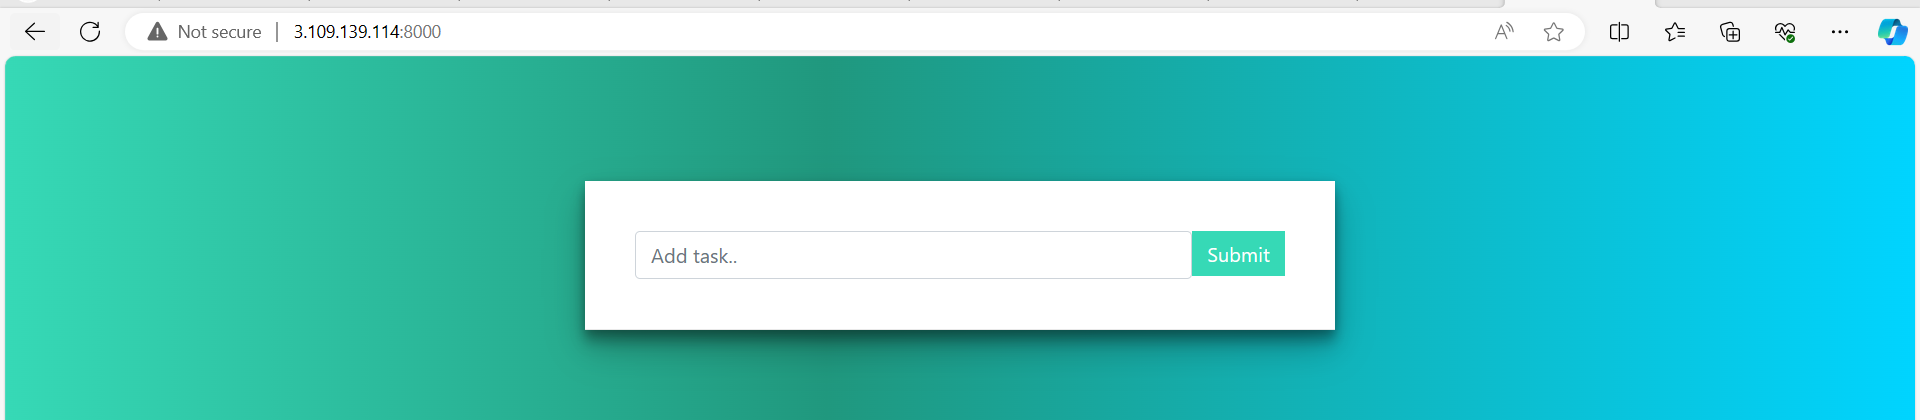 Not secure | 3.109.139.114:8000
Add task..
Submit